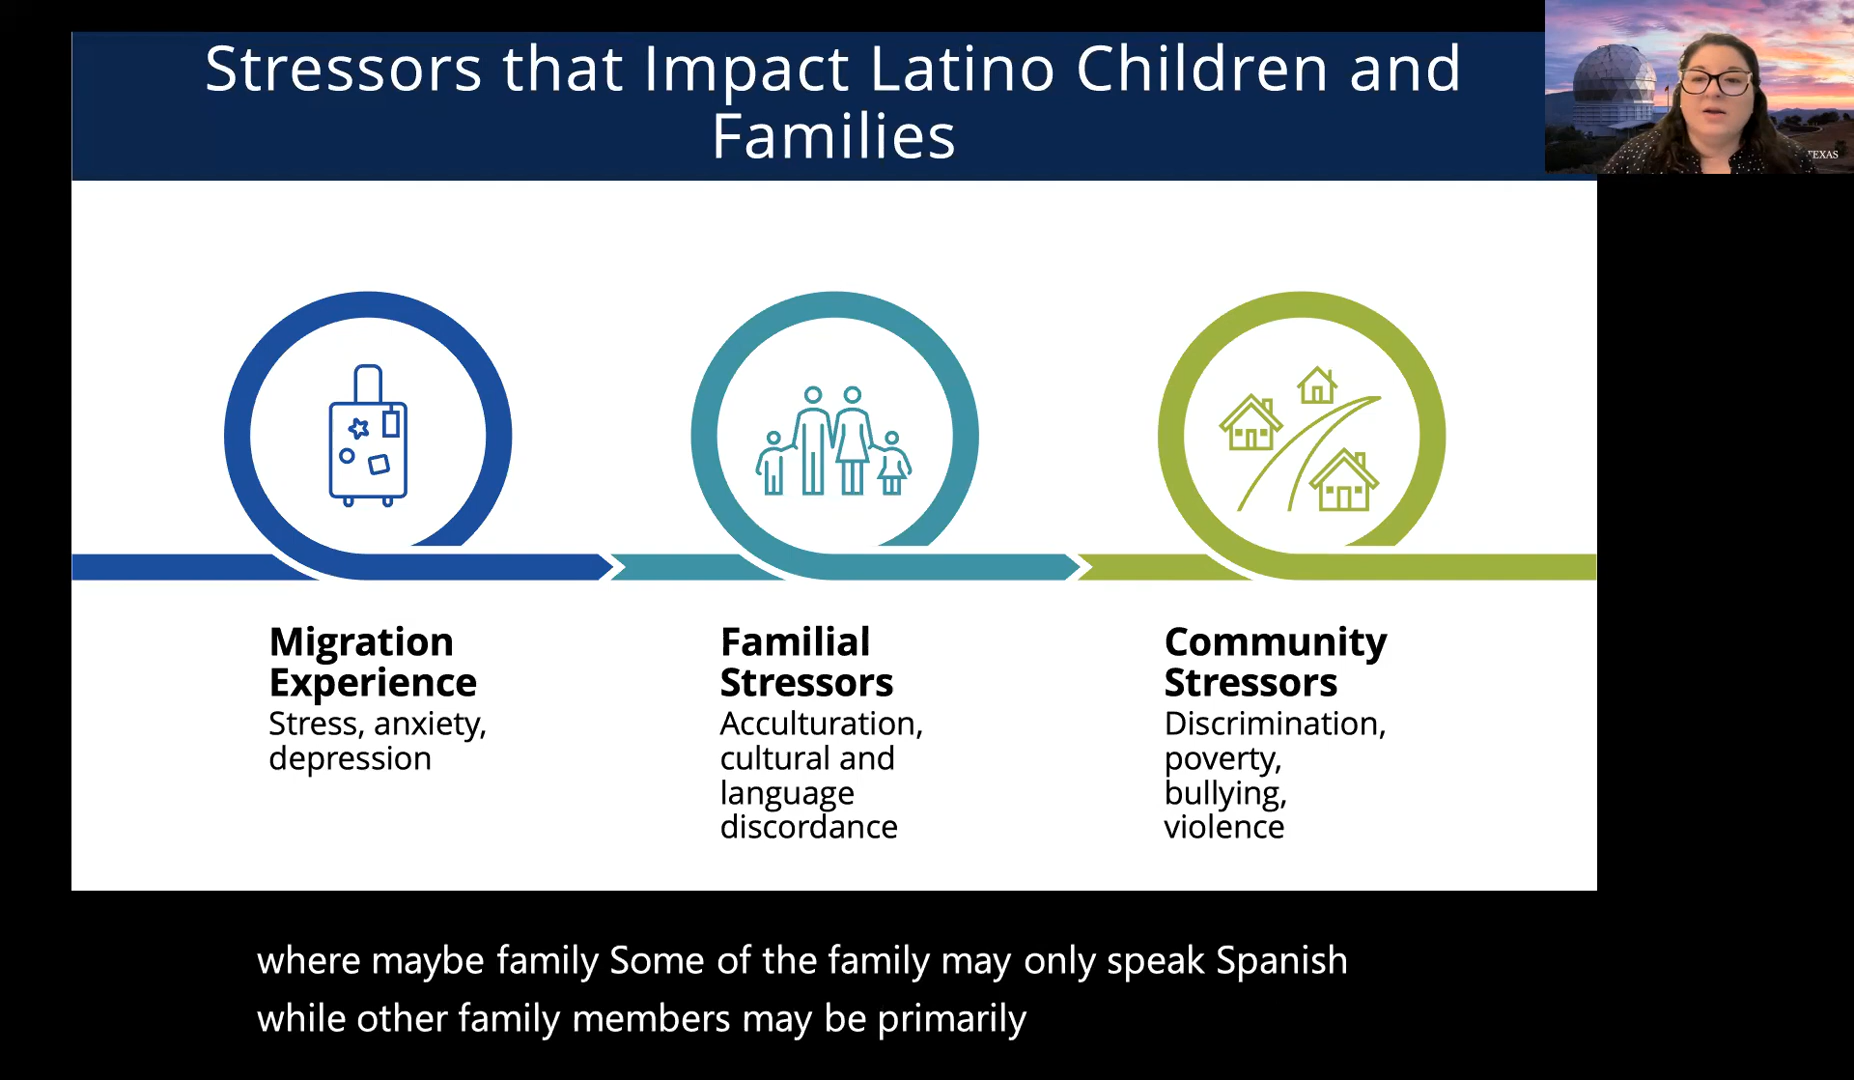 Stressors that Impact Latino Children and
Families
TEXAS
Migration
Experience
Stress, anxiety,
depression
Familial
Stressors
Acculturation,
cultural and
language
discordance
Community
Stressors
Discrimination,
poverty,
bullying,
violence
where maybe family Some of the family may only speak Spanish
while other family members may be primarily